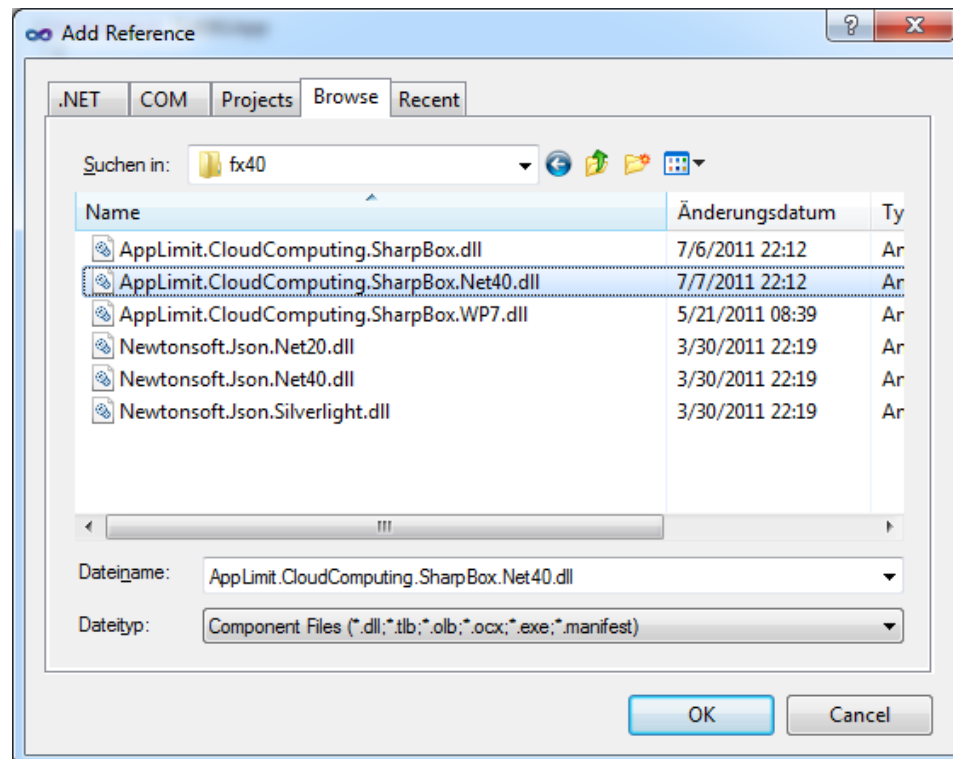 Add Reference
.NET COM Projects Browse Recent
Suchen in: fx40
Name Änderungsdatum Ty
AppLimit.CloudComputing.SharpBox.dll 7/6/2011 22:12 Ar
AppLimit.CloudComputing.SharpBox.Net40.dll 7/7/2011 22:12 Ar
AppLimit.CloudComputing.SharpBox.WP7.dll 5/21/2011 08:39 Ar
Newtonsoft.Json.Net20.dll 3/30/2011 22:19 Ar
Newtonsoft.Json.Net40.dll 3/30/2011 22:19 Ar
Newtonsoft.Json.Silverlight.dll 3/30/2011 22:19 Ar
Dateiname: AppLimit.CloudComputing.SharpBox.Net40.dll
Dateityp: Component Files (*.dll;*.tlb;*.olb;*.ocx;*.exe;*.manifest)
OK Cancel